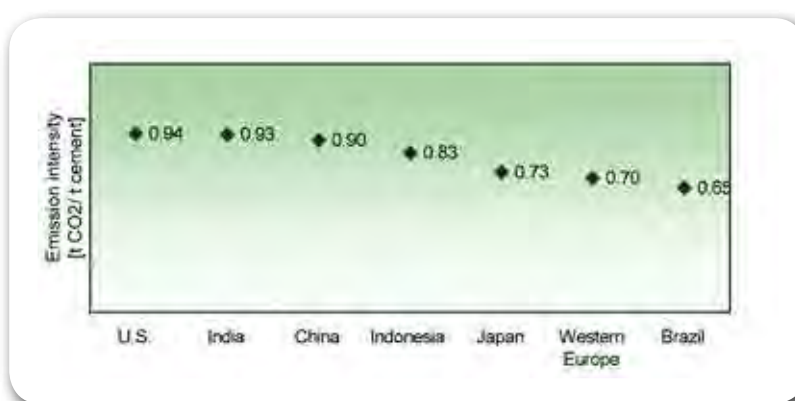 Emission intensity
[t CO2/ t cement]
0.94
0.93
0.90
0.83
0.73
0.70
0.65
U.S.
India
China
Indonesia
Japan
Western
Europe
Brazil